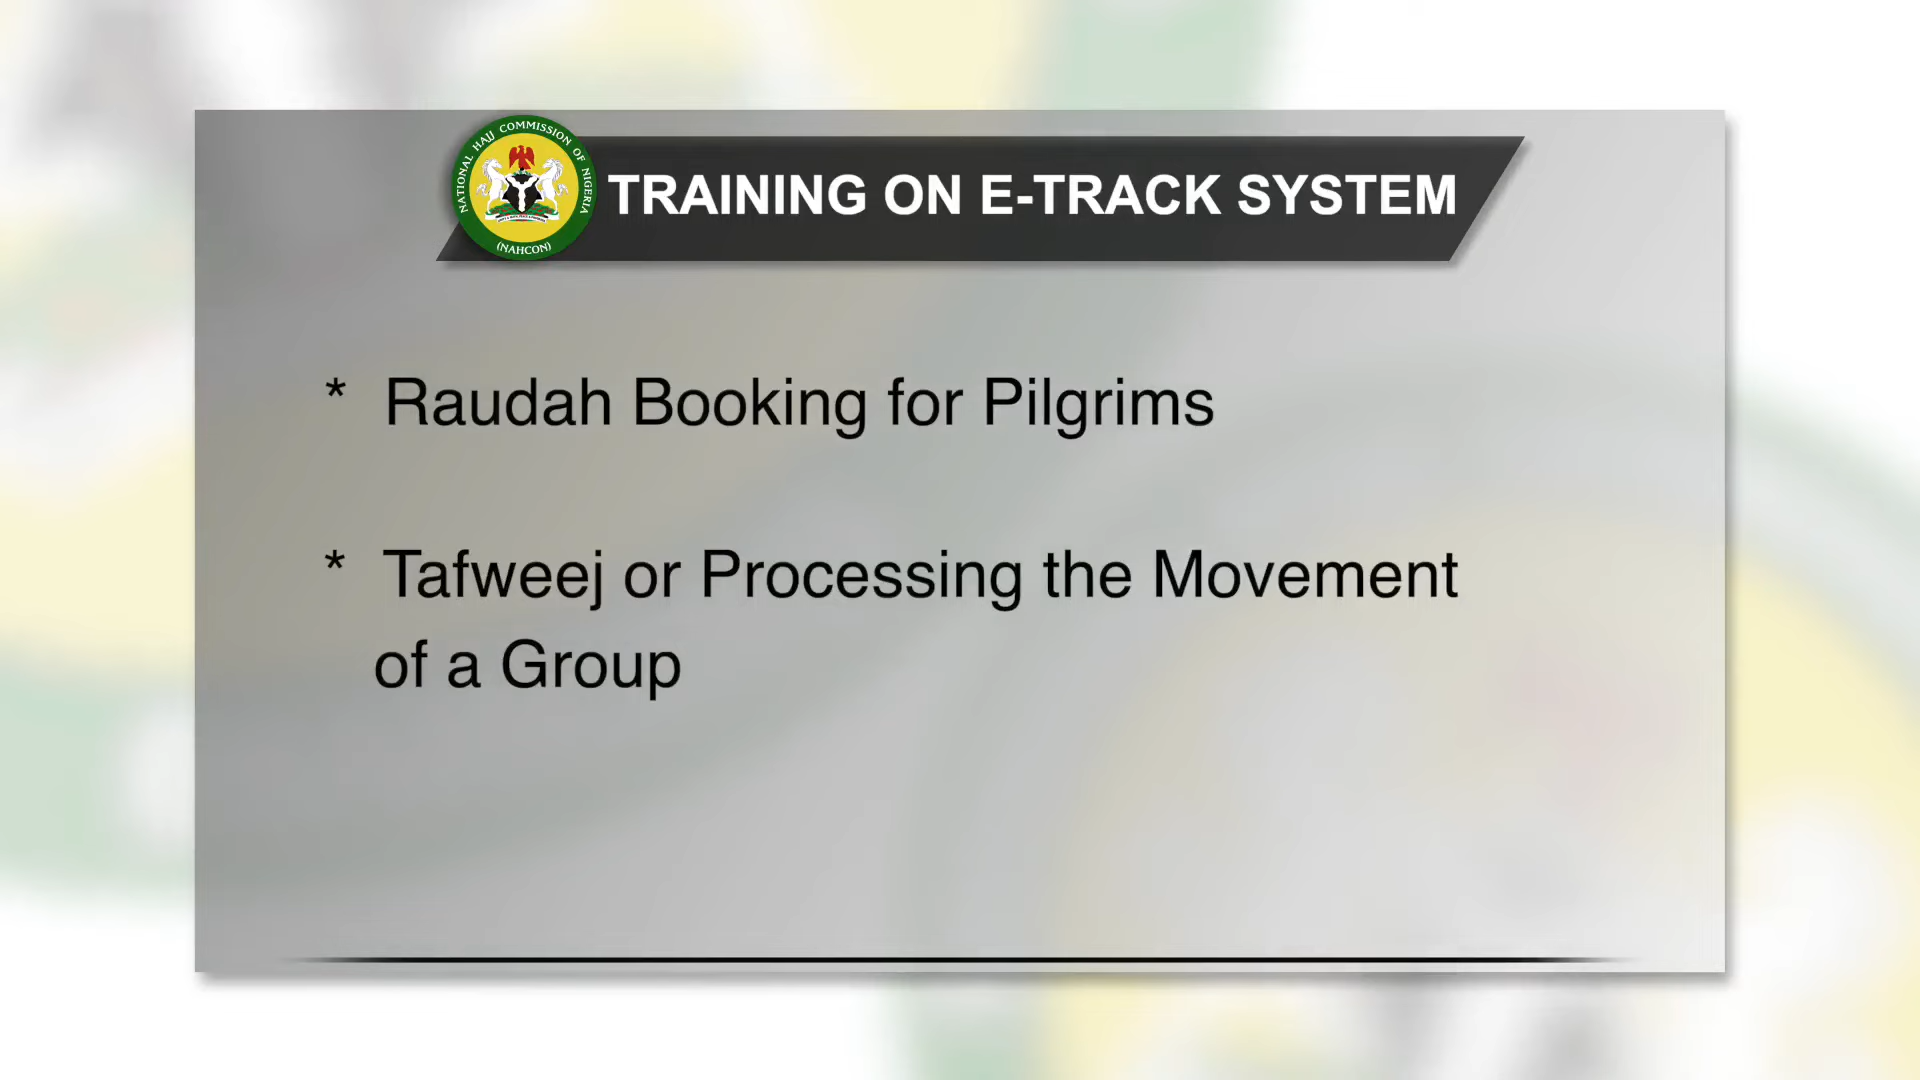 NATIONAL HAJJ COMMISSION OF NIGERIA
(NAHCON)
TRAINING ON E-TRACK SYSTEM
* Raudah Booking for Pilgrims
* Tafweej or Processing the Movement
of a Group